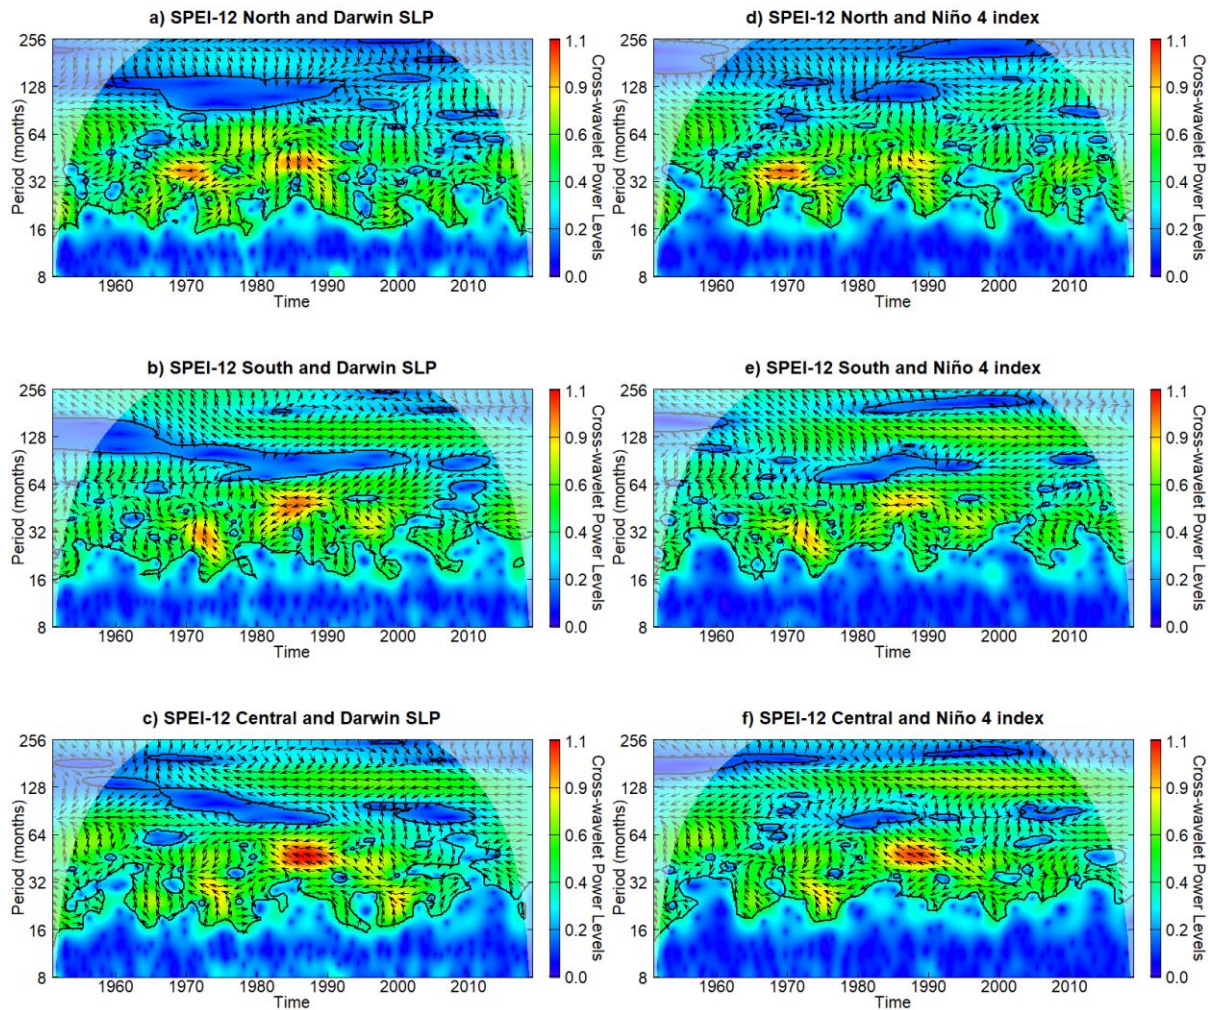 a) SPEI-12 North and Darwin SLP
256
128
64
32
16
8
Period (months)
1960 1970 1980 1990 2000 2010
Time
1.1
0.9
0.6
0.4
0.2
0.0
Cross-wavelet Power Levels
d) SPEI-12 North and Niño 4 index
256
128
64
32
16
8
Period (months)
1960 1970 1980 1990 2000 2010
Time
1.1
0.9
0.6
0.4
0.2
0.0
Cross-wavelet Power Levels
b) SPEI-12 South and Darwin SLP
256
128
64
32
16
8
Period (months)
1960 1970 1980 1990 2000 2010
Time
1.1
0.9
0.6
0.4
0.2
0.0
Cross-wavelet Power Levels
e) SPEI-12 South and Niño 4 index
256
128
64
32
16
8
Period (months)
1960 1970 1980 1990 2000 2010
Time
1.1
0.9
0.6
0.4
0.2
0.0
Cross-wavelet Power Levels
c) SPEI-12 Central and Darwin SLP
256
128
64
32
16
8
Period (months)
1960 1970 1980 1990 2000 2010
Time
1.1
0.9
0.6
0.4
0.2
0.0
Cross-wavelet Power Levels
f) SPEI-12 Central and Niño 4 index
256
128
64
32
16
8
Period (months)
1960 1970 1980 1990 2000 2010
Time
1.1
0.9
0.6
0.4
0.2
0.0
Cross-wavelet Power Levels